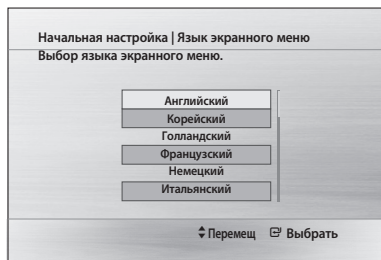 Начальная настройка | Язык экранного меню
Выбор языка экранного меню.
Английский
Корейский
Голландский
Французский
Немецкий
Итальянский
Перемещ Выбрать